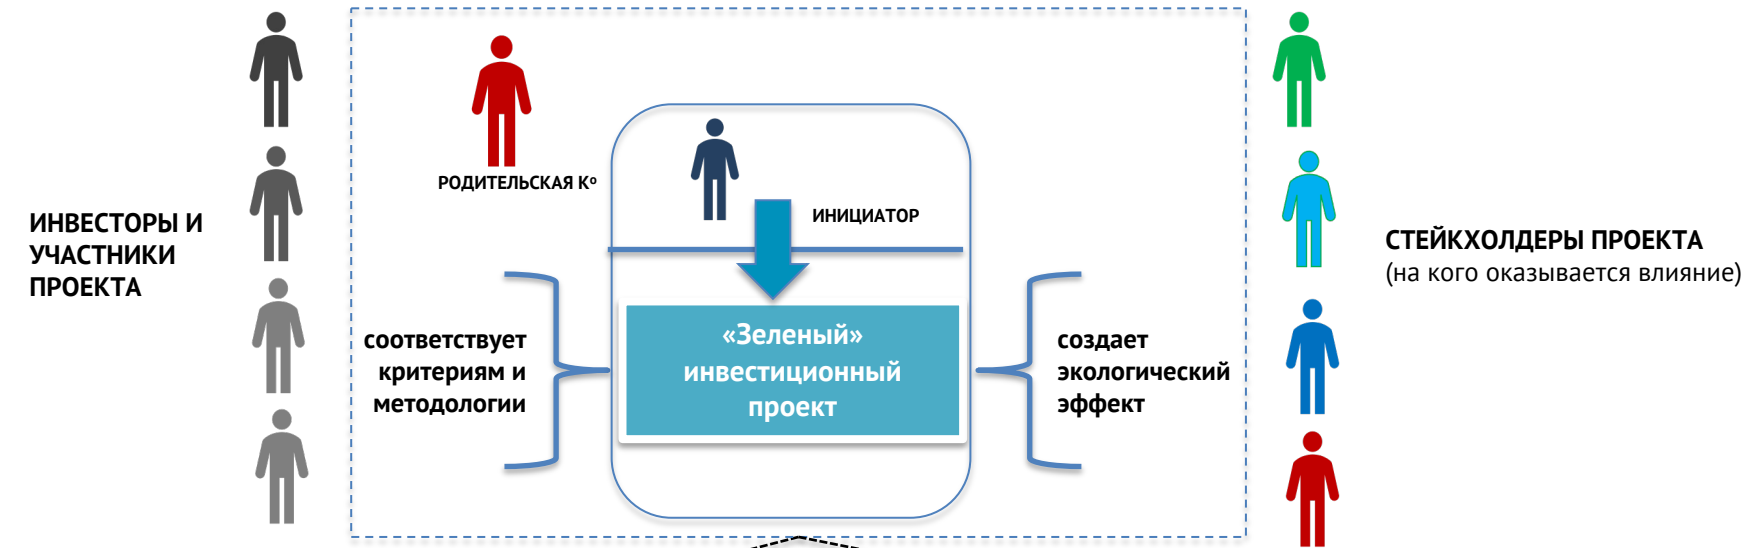 ИНВЕСТОРЫ И
УЧАСТНИКИ
ПРОЕКТА
РОДИТЕЛЬСКАЯ Kº
ИНИЦИАТОР
соответствует
критериям и
методологии
«Зеленый»
инвестиционный
проект
создает
экологический
эффект
СТЕЙКХОЛДЕРЫ ПРОЕКТА
(на кого оказывается влияние)